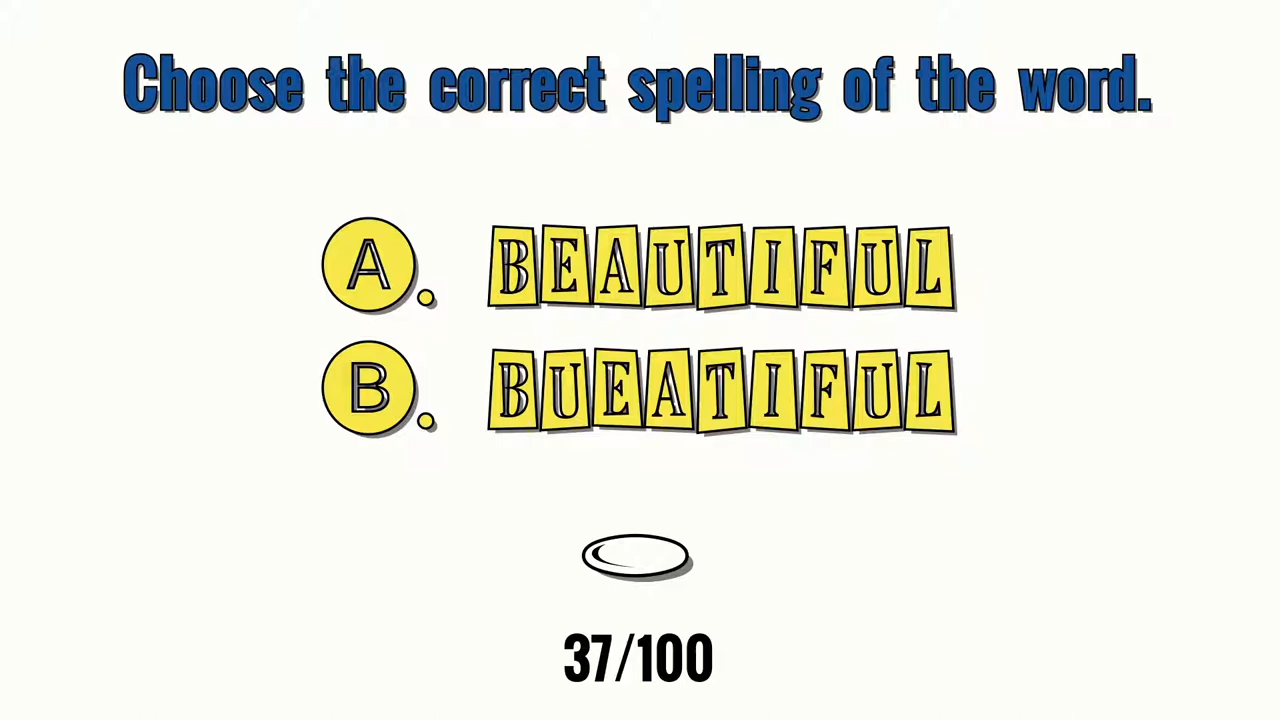 Choose the correct spelling of the word.
A. BEAUTIFUL
B. BUEATIFUL
37/100